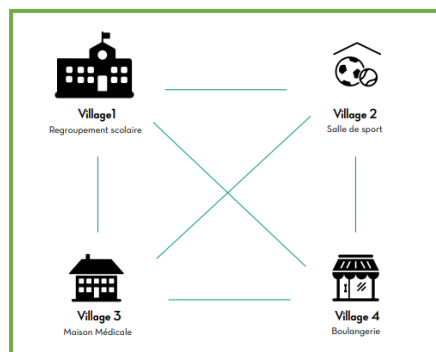 Village1
Regroupement scolaire
Village 2
Salle de sport
Village 3
Maison Médicale
Village 4
Boulangerie